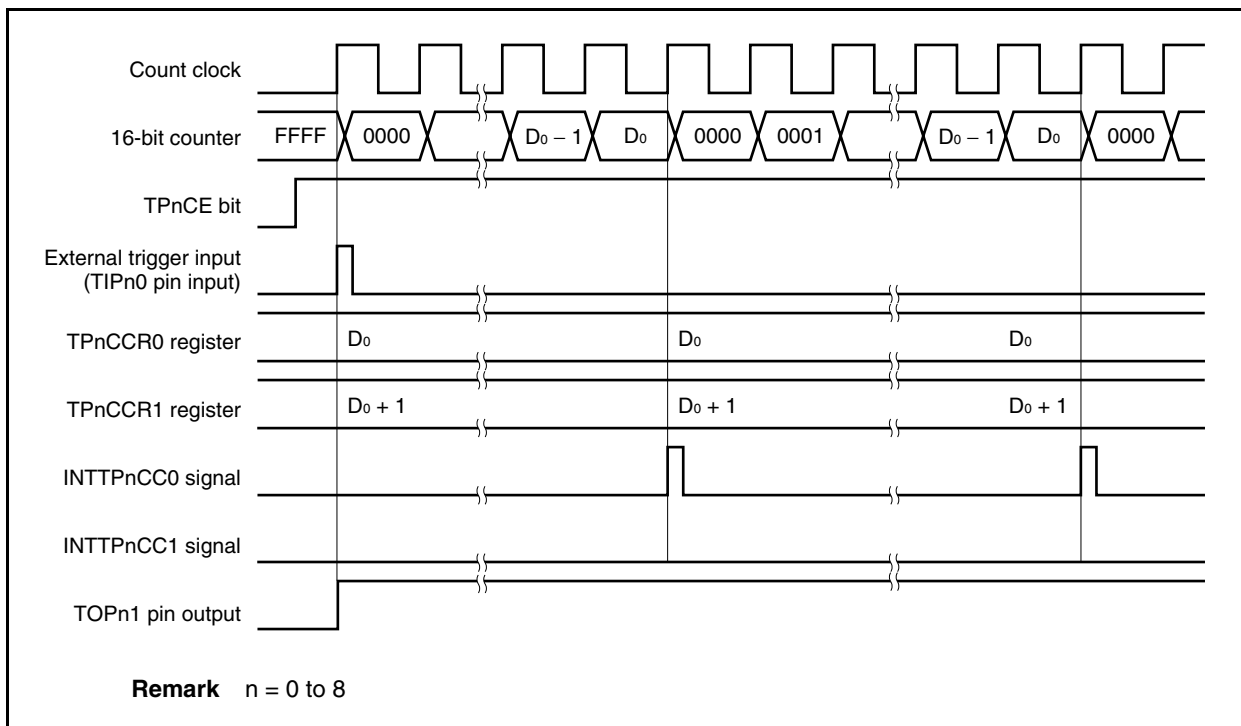 Count clock
16-bit counter FFFF 0000 D0 − 1 D0 0000 0001 D0 − 1 D0 0000
TPnCE bit
External trigger input
(TIPn0 pin input)
TPnCCR0 register D0 D0 D0
TPnCCR1 register D0 + 1 D0 + 1 D0 + 1
INTTPnCC0 signal
INTTPnCC1 signal
TOPn1 pin output
Remark n = 0 to 8